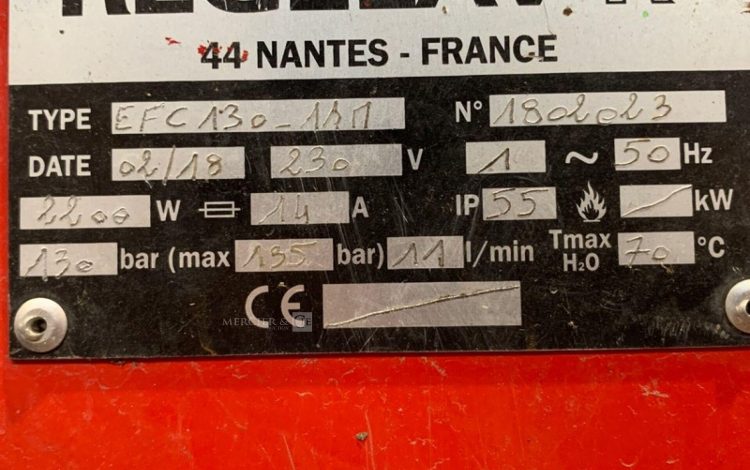 44 NANTES - FRANCE
TYPE EFC130-11M N° 1802023
DATE 02/18 230 V 1 ~ 50 Hz
2200 W 14 A IP 55 kW
130 bar (max 135 bar) 11 l/min Tmax H₂O 70 °C
CE